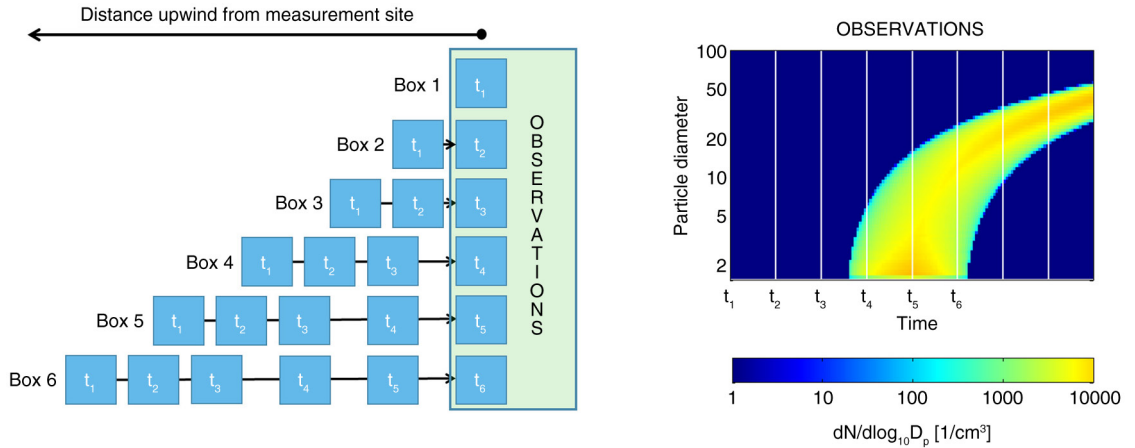 Distance upwind from measurement site
Box 1
t₁
Box 2
t₁ t₂
Box 3
t₁ t₂ t₃
Box 4
t₁ t₂ t₃ t₄
Box 5
t₁ t₂ t₃ t₄ t₅
Box 6
t₁ t₂ t₃ t₄ t₅ t₆
OBSERVATIONS
OBSERVATIONS
Particle diameter
100
50
20
10
5
2
t₁ t₂ t₃ t₄ t₅ t₆
Time
1 10 100 1000 10000
dN/dlog₁₀Dₚ [1/cm³]